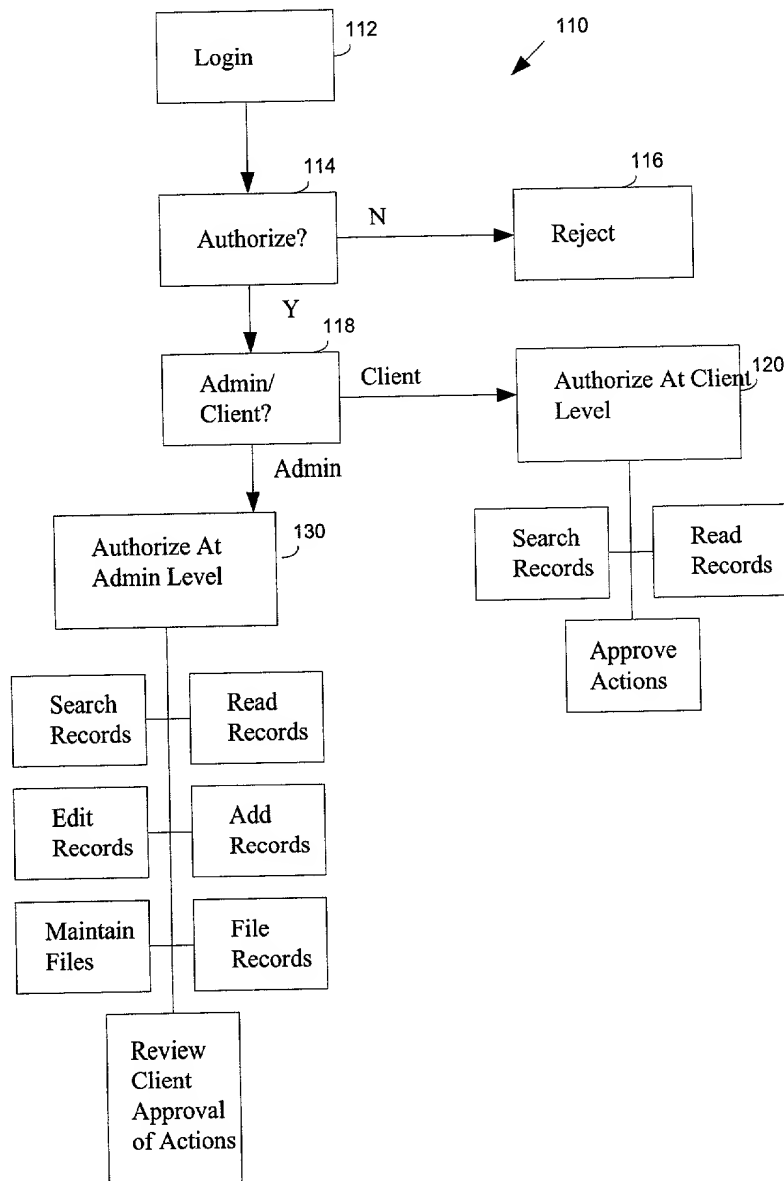 112
110
Login
114
116
Authorize?
N
Reject
Y
118
Admin/
Client?
Client
Authorize At Client
Level
120
Admin
Authorize At
Admin Level
130
Search
Records
Read
Records
Approve
Actions
Search
Records
Read
Records
Edit
Records
Add
Records
Maintain
Files
File
Records
Review
Client
Approval
of Actions